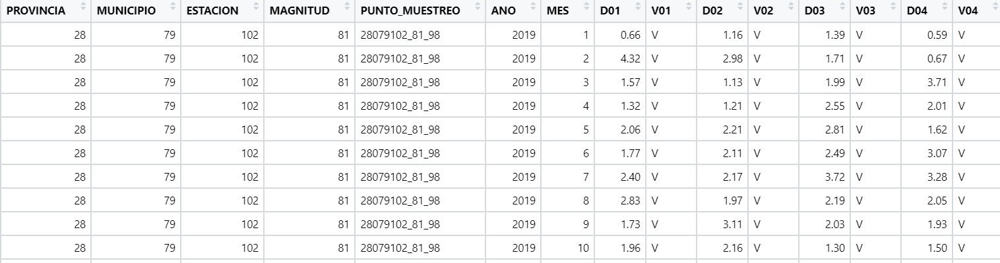 PROVINCIA MUNICIPIO ESTACION MAGNITUD PUNTO_MUESTREO ANO MES D01 V01 D02 V02 D03 V03 D04 V04
28 79 102 81 28079102_81_98 2019 1 0.66 V 1.16 V 1.39 V 0.59 V
28 79 102 81 28079102_81_98 2019 2 4.32 V 2.98 V 1.71 V 0.67 V
28 79 102 81 28079102_81_98 2019 3 1.57 V 1.13 V 1.99 V 3.71 V
28 79 102 81 28079102_81_98 2019 4 1.32 V 1.21 V 2.55 V 2.01 V
28 79 102 81 28079102_81_98 2019 5 2.06 V 2.21 V 2.81 V 1.62 V
28 79 102 81 28079102_81_98 2019 6 1.77 V 2.11 V 2.49 V 3.07 V
28 79 102 81 28079102_81_98 2019 7 2.40 V 2.17 V 3.72 V 3.28 V
28 79 102 81 28079102_81_98 2019 8 2.83 V 1.97 V 2.19 V 2.05 V
28 79 102 81 28079102_81_98 2019 9 1.73 V 3.11 V 2.03 V 1.93 V
28 79 102 81 28079102_81_98 2019 10 1.96 V 2.16 V 1.30 V 1.50 V